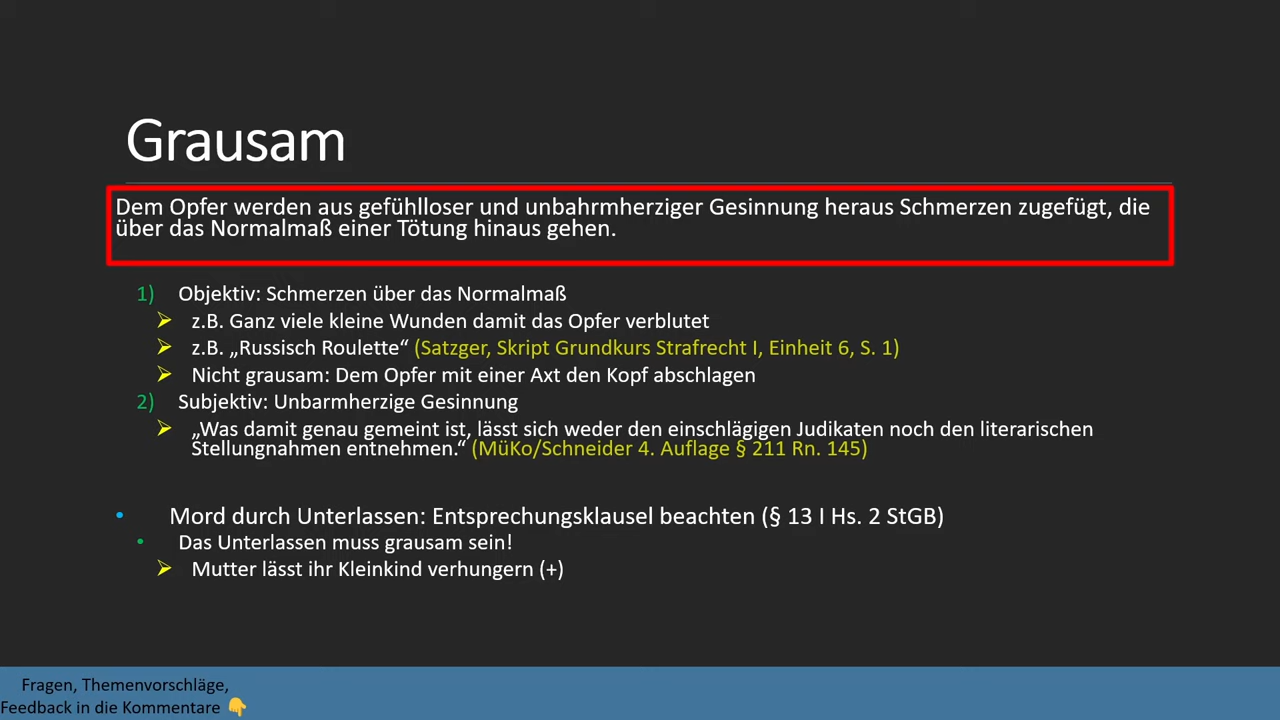 Grausam
Dem Opfer werden aus gefühlloser und unbahrmherziger Gesinnung heraus Schmerzen zugefügt, die
über das Normalmaß einer Tötung hinaus gehen.
1) Objektiv: Schmerzen über das Normalmaß
z.B. Ganz viele kleine Wunden damit das Opfer verblutet
z.B. „Russisch Roulette“ (Satzger, Skript Grundkurs Strafrecht I, Einheit 6, S. 1)
Nicht grausam: Dem Opfer mit einer Axt den Kopf abschlagen
2) Subjektiv: Unbarmherzige Gesinnung
„Was damit genau gemeint ist, lässt sich weder den einschlägigen Judikaten noch den literarischen
Stellungnahmen entnehmen.“ (MüKo/Schneider 4. Auflage § 211 Rn. 145)
• Mord durch Unterlassen: Entsprechungsklausel beachten (§ 13 I Hs. 2 StGB)
• Das Unterlassen muss grausam sein!
Mutter lässt ihr Kleinkind verhungern (+)
Fragen, Themenvorschläge,
Feedback in die Kommentare 👇